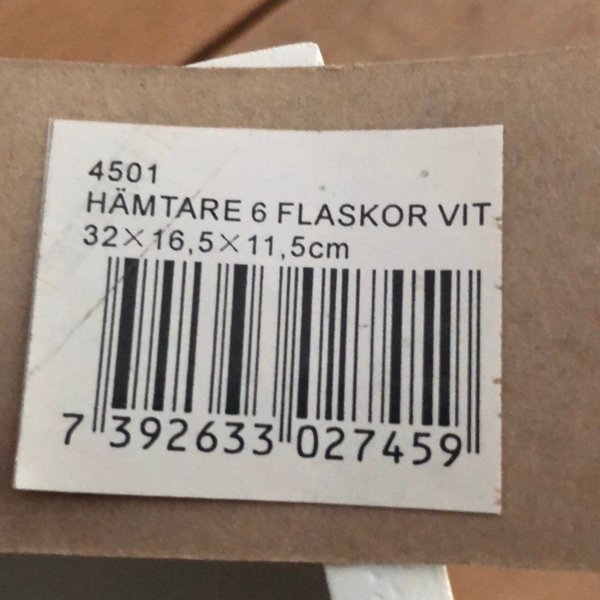 4501
HÄMTARE 6 FLASKOR VIT
32×16,5×11,5cm
7 392633 027459